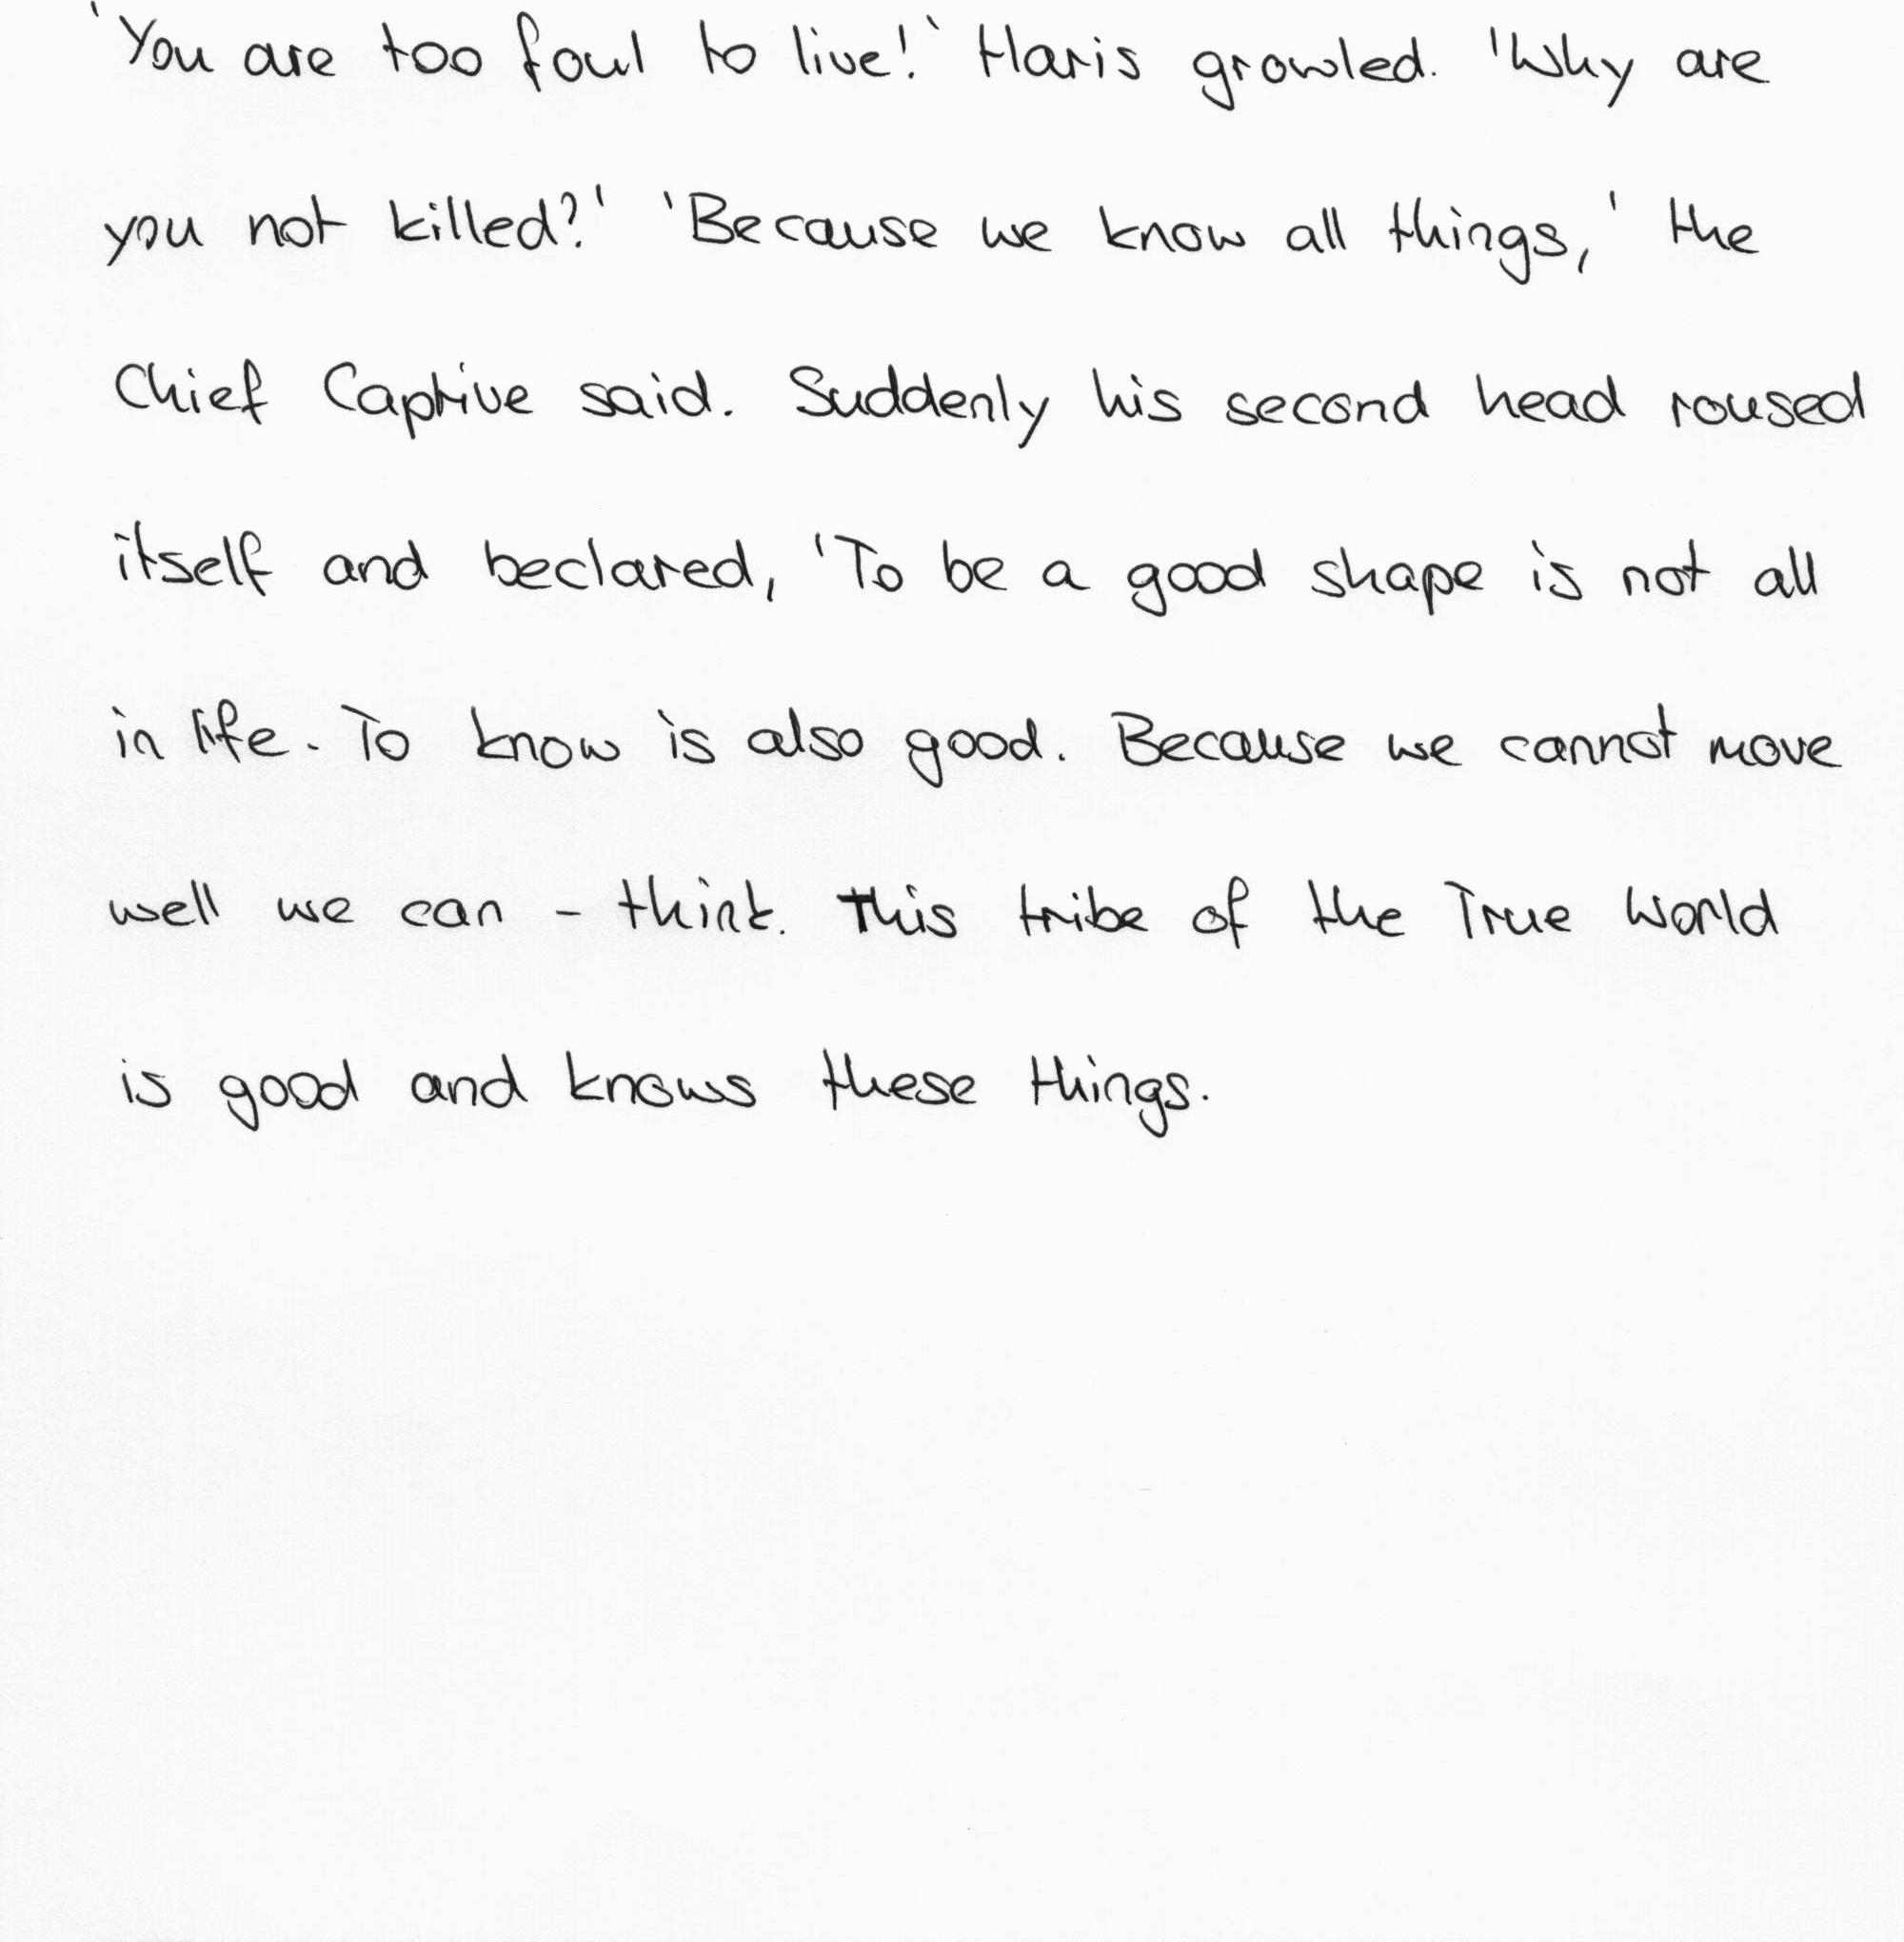 'You are too foul to live!' Haris growled. 'Why are
you not killed?' 'Because we know all things,' the
Chief Captive said. Suddenly his second head roused
itself and beclared, 'To be a good shape is not all
in life. To know is also good. Because we cannot move
well we can - think. This tribe of the True World
is good and knows these things.